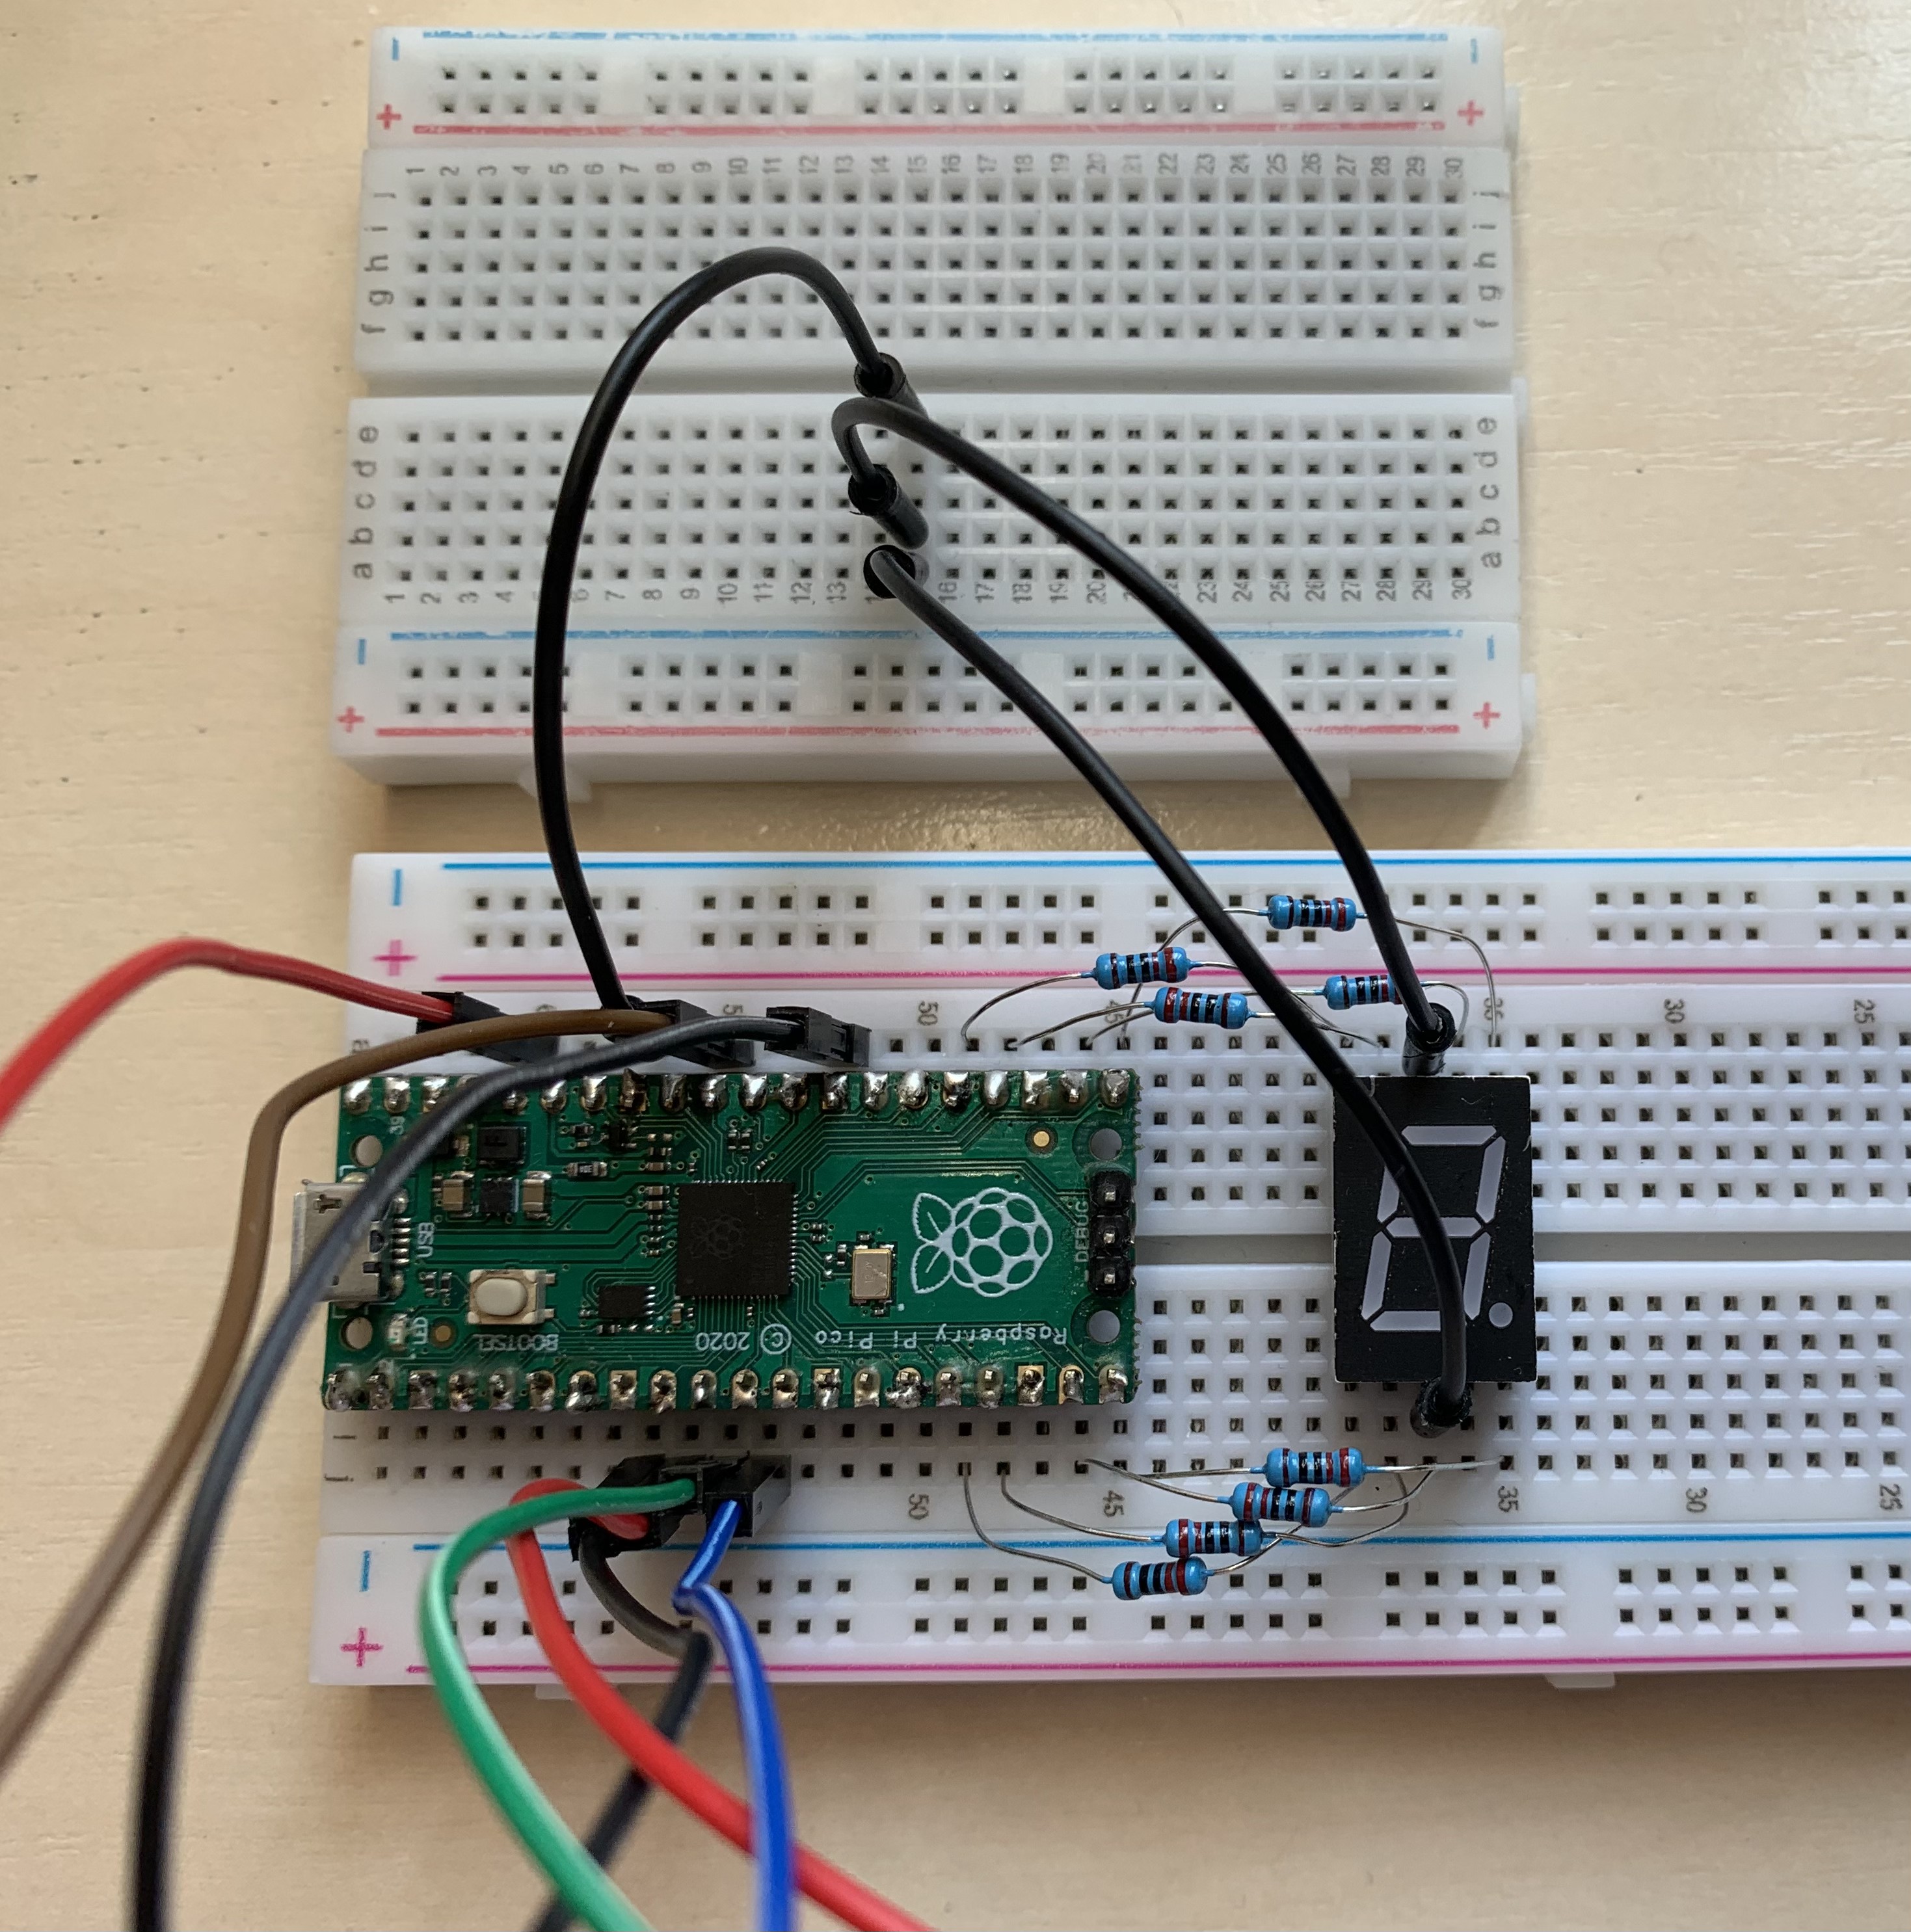 - -
+ +
1 2 3 4 5 6 7 8 9 10 11 12 13 14 15 16 17 18 19 20 21 22 23 24 25 26 27 28 29 30
j j
i i
h h
g g
f f
e e
d d
c c
b b
a a
1 2 3 4 6 7 8 9 10 11 12 13 16 17 18 19 20 23 24 25 26 27 28 29 30
- -
+ +
-
+
50 45 30 25
a
39
USB
DEBUG
LED
BOOTSEL
© 2020
Raspberry Pi Pico
j
50 45 35 30 25
-
+